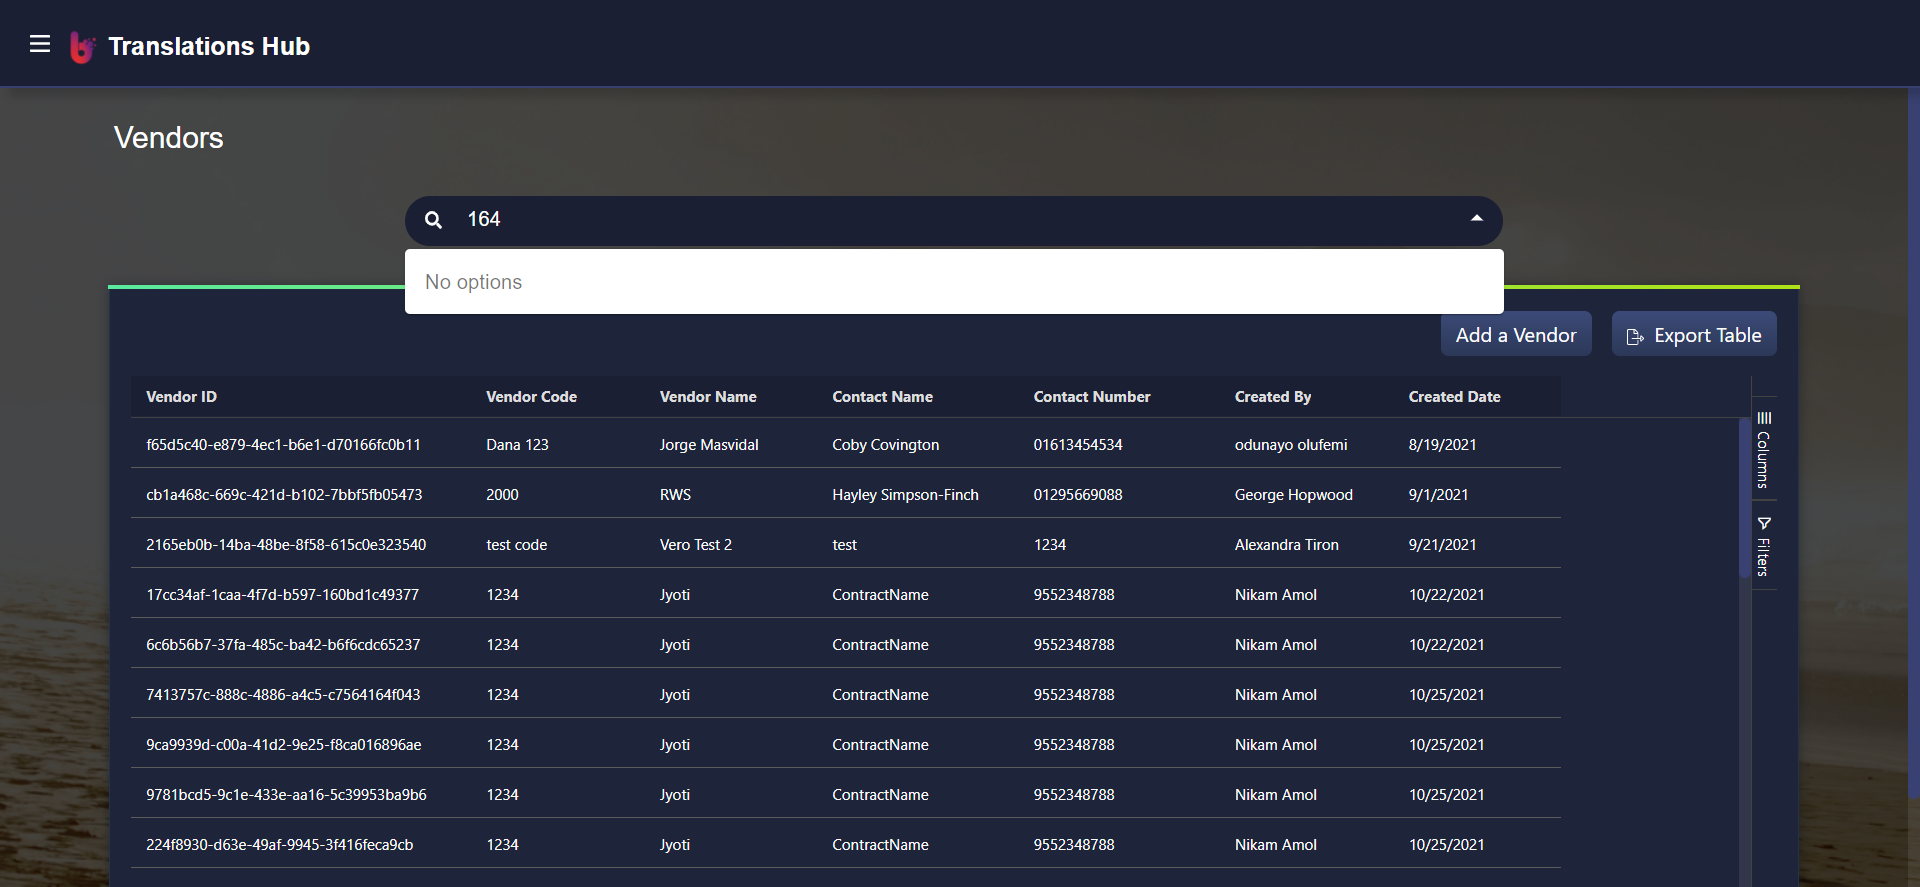 Translations Hub
Vendors
164
No options
Add a Vendor
Export Table
Vendor ID Vendor Code Vendor Name Contact Name Contact Number Created By Created Date
f65d5c40-e879-4ec1-b6e1-d70166fc0b11 Dana 123 Jorge Masvidal Coby Covington 01613454534 odunayo olufemi 8/19/2021
cb1a468c-669c-421d-b102-7bbf5fb05473 2000 RWS Hayley Simpson-Finch 01295669088 George Hopwood 9/1/2021
2165eb0b-14ba-48be-8f58-615c0e323540 test code Vero Test 2 test 1234 Alexandra Tiron 9/21/2021
17cc34af-1caa-4f7d-b597-160bd1c49377 1234 Jyoti ContractName 9552348788 Nikam Amol 10/22/2021
6c6b56b7-37fa-485c-ba42-b6f6cdc65237 1234 Jyoti ContractName 9552348788 Nikam Amol 10/22/2021
7413757c-888c-4886-a4c5-c7564164f043 1234 Jyoti ContractName 9552348788 Nikam Amol 10/25/2021
9ca9939d-c00a-41d2-9e25-f8ca016896ae 1234 Jyoti ContractName 9552348788 Nikam Amol 10/25/2021
9781bcd5-9c1e-433e-aa16-5c39953ba9b6 1234 Jyoti ContractName 9552348788 Nikam Amol 10/25/2021
224f8930-d63e-49af-9945-3f416feca9cb 1234 Jyoti ContractName 9552348788 Nikam Amol 10/25/2021
Columns
Filters